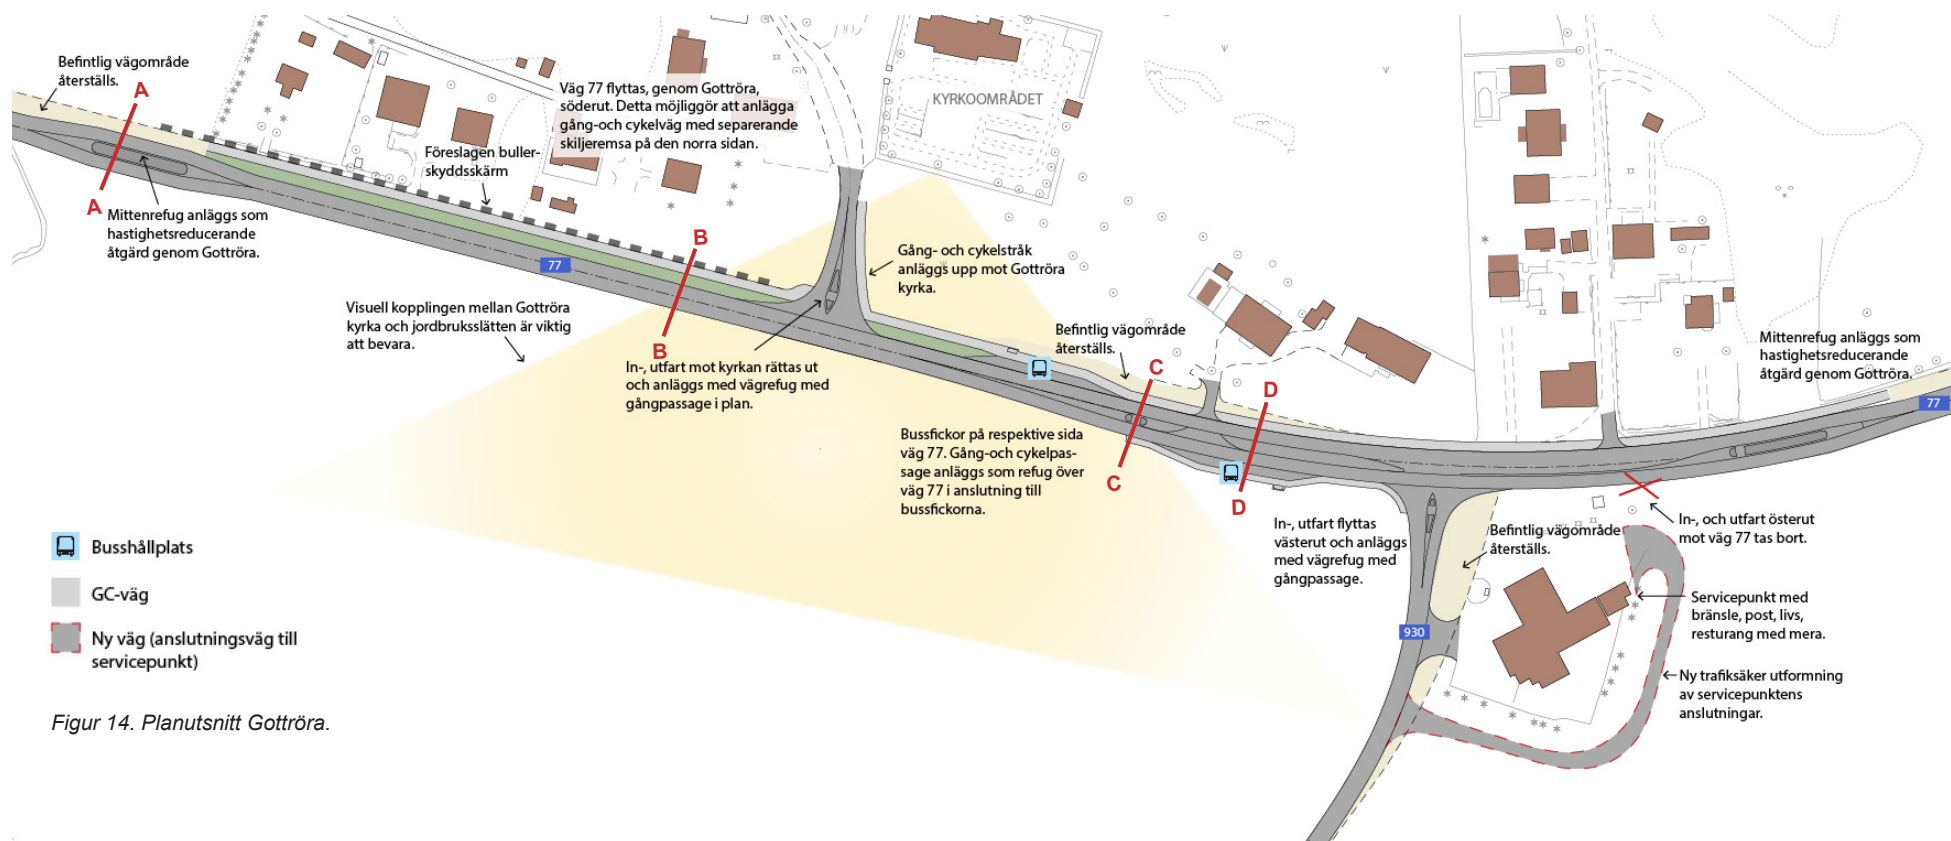 Befintlig vägområde
återställs.
A
A
Mittenrefug anläggs som
hastighetsreducerande
åtgärd genom Gottröra.
Föreslagen buller-
skyddsskärm
Väg 77 flyttas, genom Gottröra,
söderut. Detta möjliggör att anlägga
gång-och cykelväg med separerande
skiljeremsa på den norra sidan.
KYRKOOMRÅDET
77
B
B
Visuell kopplingen mellan Gottröra
kyrka och jordbruksslätten är viktig
att bevara.
In-, utfart mot kyrkan rättas ut
och anläggs med vägrefug med
gångpassage i plan.
Gång- och cykelstråk
anläggs upp mot Gottröra
kyrka.
Befintlig vägområde
återställs.
C
C
D
D
Bussfickor på respektive sida
väg 77. Gång-och cykelpas-
sage anläggs som refug över
väg 77 i anslutning till
bussfickorna.
Mittenrefug anläggs som
hastighetsreducerande
åtgärd genom Gottröra.
77
In-, utfart flyttas
västerut och anläggs
med vägrefug med
gångpassage.
Befintlig vägområde
återställs.
In-, och utfart österut
mot väg 77 tas bort.
Servicepunkt med
bränsle, post, livs,
resturang med mera.
930
Ny trafiksäker utformning
av servicepunktens
anslutningar.
Busshållplats
GC-väg
Ny väg (anslutningsväg till
servicepunkt)
Figur 14. Planutsnitt Gottröra.